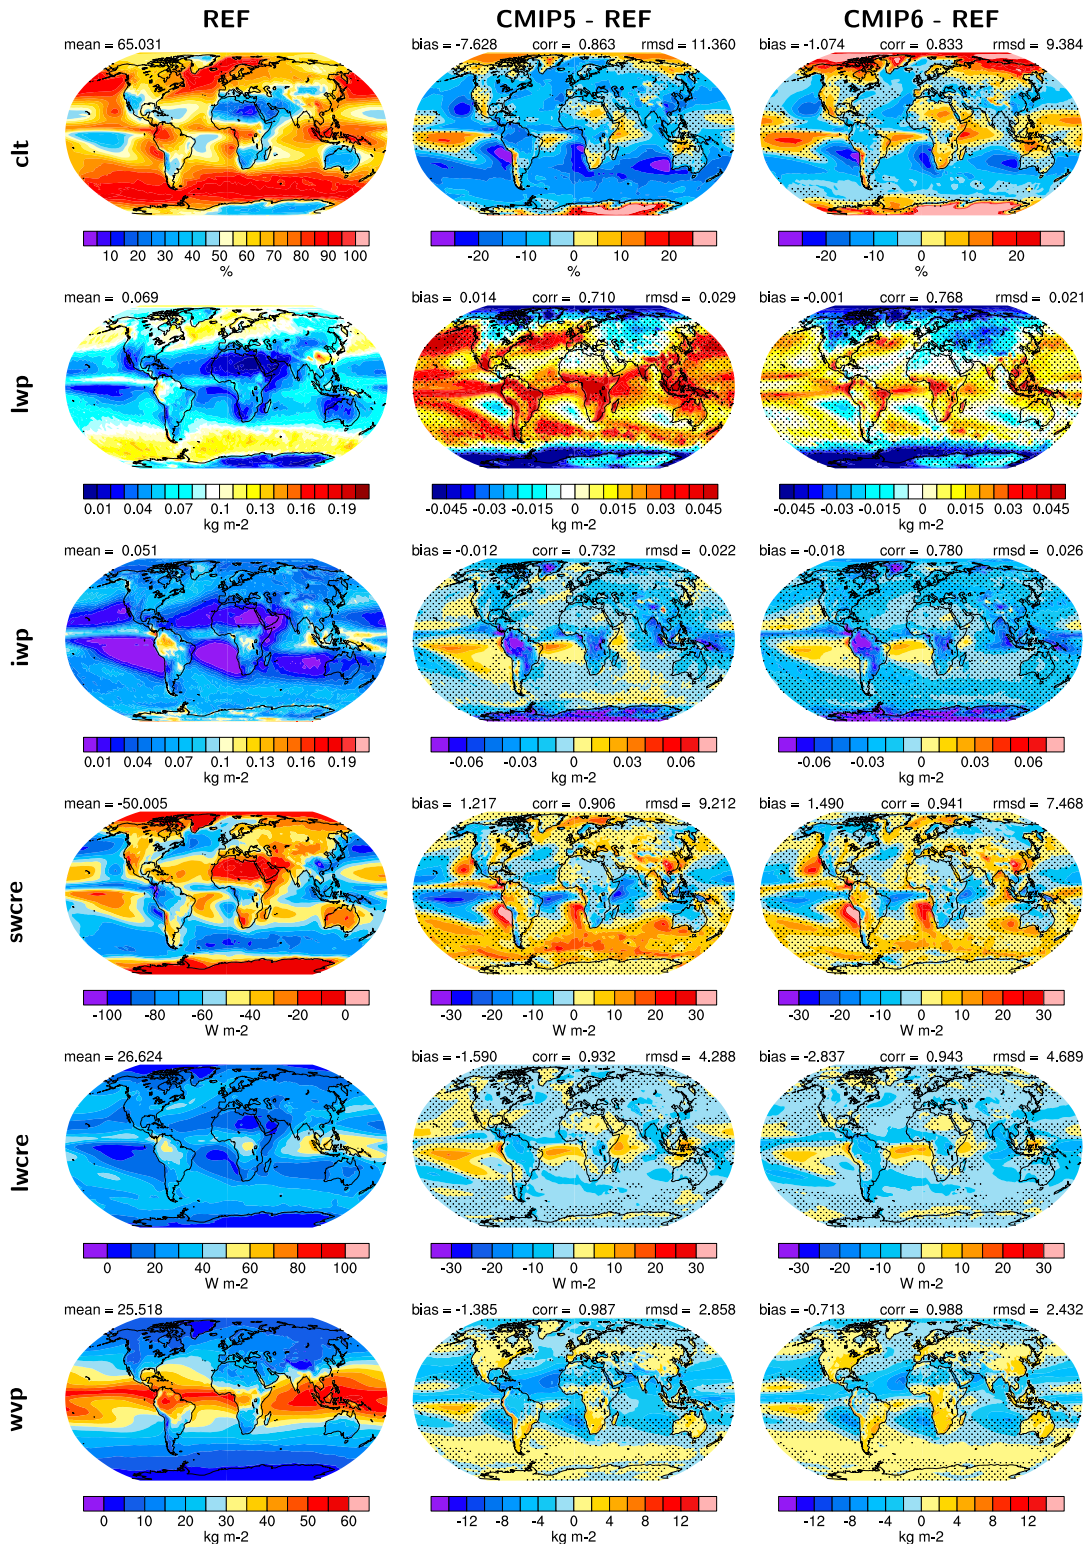 REF CMIP5 - REF CMIP6 - REF
clt
mean = 65.031 bias = -7.628 corr = 0.863 rmsd = 11.360 bias = -1.074 corr = 0.833 rmsd = 9.384
10 20 30 40 50 60 70 80 90 100 -20 -10 0 10 20 -20 -10 0 10 20
% % %
lwp
mean = 0.069 bias = 0.014 corr = 0.710 rmsd = 0.029 bias = -0.001 corr = 0.768 rmsd = 0.021
0.01 0.04 0.07 0.1 0.13 0.16 0.19 -0.045 -0.03 -0.015 0 0.015 0.03 0.045 -0.045 -0.03 -0.015 0 0.015 0.03 0.045
kg m-2 kg m-2 kg m-2
iwp
mean = 0.051 bias = -0.012 corr = 0.732 rmsd = 0.022 bias = -0.018 corr = 0.780 rmsd = 0.026
0.01 0.04 0.07 0.1 0.13 0.16 0.19 -0.06 -0.03 0 0.03 0.06 -0.06 -0.03 0 0.03 0.06
kg m-2 kg m-2 kg m-2
swcre
mean = -50.005 bias = 1.217 corr = 0.906 rmsd = 9.212 bias = 1.490 corr = 0.941 rmsd = 7.468
-100 -80 -60 -40 -20 0 -30 -20 -10 0 10 20 30 -30 -20 -10 0 10 20 30
W m-2 W m-2 W m-2
lwcre
mean = 26.624 bias = -1.590 corr = 0.932 rmsd = 4.288 bias = -2.837 corr = 0.943 rmsd = 4.689
0 20 40 60 80 100 -30 -20 -10 0 10 20 30 -30 -20 -10 0 10 20 30
W m-2 W m-2 W m-2
wvp
mean = 25.518 bias = -1.385 corr = 0.987 rmsd = 2.858 bias = -0.713 corr = 0.988 rmsd = 2.432
0 10 20 30 40 50 60 -12 -8 -4 0 4 8 12 -12 -8 -4 0 4 8 12
kg m-2 kg m-2 kg m-2